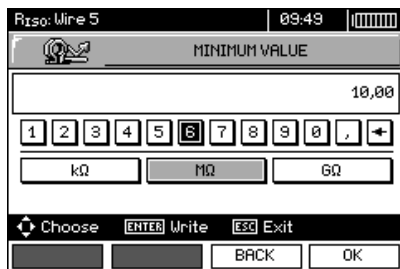 RISO: Wire 5 09:49
MINIMUM VALUE
10,00
1 2 3 4 5 6 7 8 9 0 , ←
kΩ MΩ GΩ
Choose ENTER Write ESC Exit
BACK OK